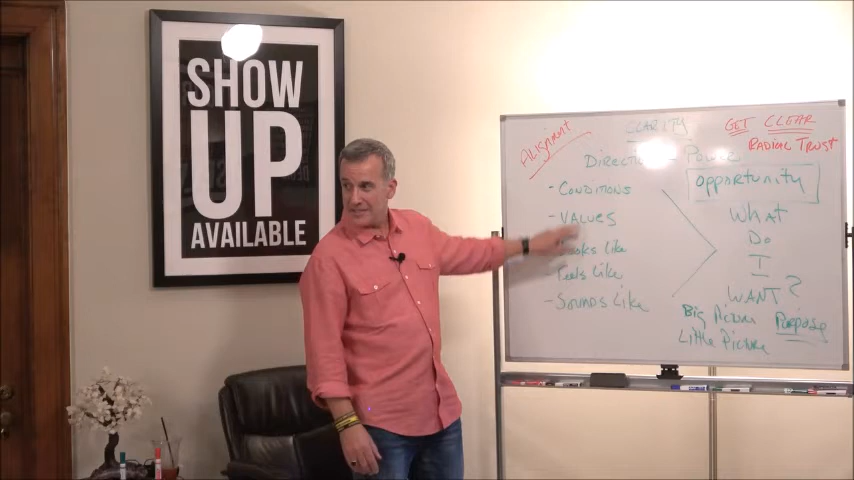 SHOW
UP
AVAILABLE
Alignment
CLARITY
GET CLEAR
RADICAL TRUST
Power
opportunity
- CONDITIONS
- VALUES
Looks Like
- Feels Like
- Sounds Like
What
Do
I
WANT?
Big Picture Purpose
Little Picture